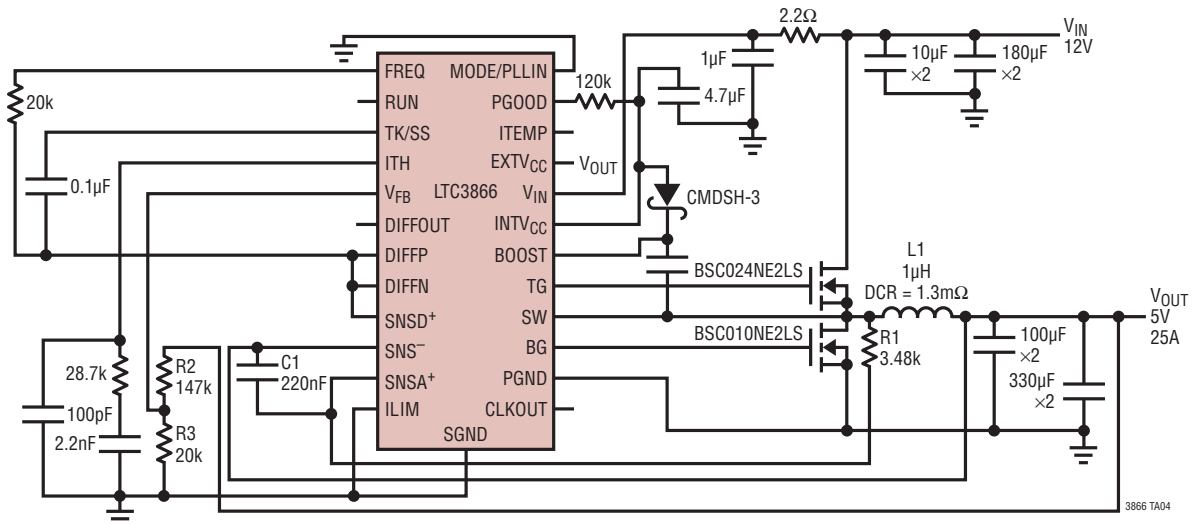 FREQ
RUN
TK/SS
ITH
VFB
DIFFOUT
DIFFP
DIFFN
SNSD+
SNS–
SNSA+
ILIM
LTC3866
SGND
MODE/PLLIN
PGOOD
ITEMP
EXTVCC
VIN
INTVCC
BOOST
TG
SW
BG
PGND
CLKOUT
20k
0.1µF
28.7k
100pF
2.2nF
R2
147k
R3
20k
C1
220nF
120k
VOUT
4.7µF
1µF
2.2Ω
CMDSH-3
10µF
×2
180µF
×2
VIN
12V
BSC024NE2LS
BSC010NE2LS
L1
1µH
DCR = 1.3mΩ
R1
3.48k
100µF
×2
330µF
×2
VOUT
5V
25A
3866 TA04